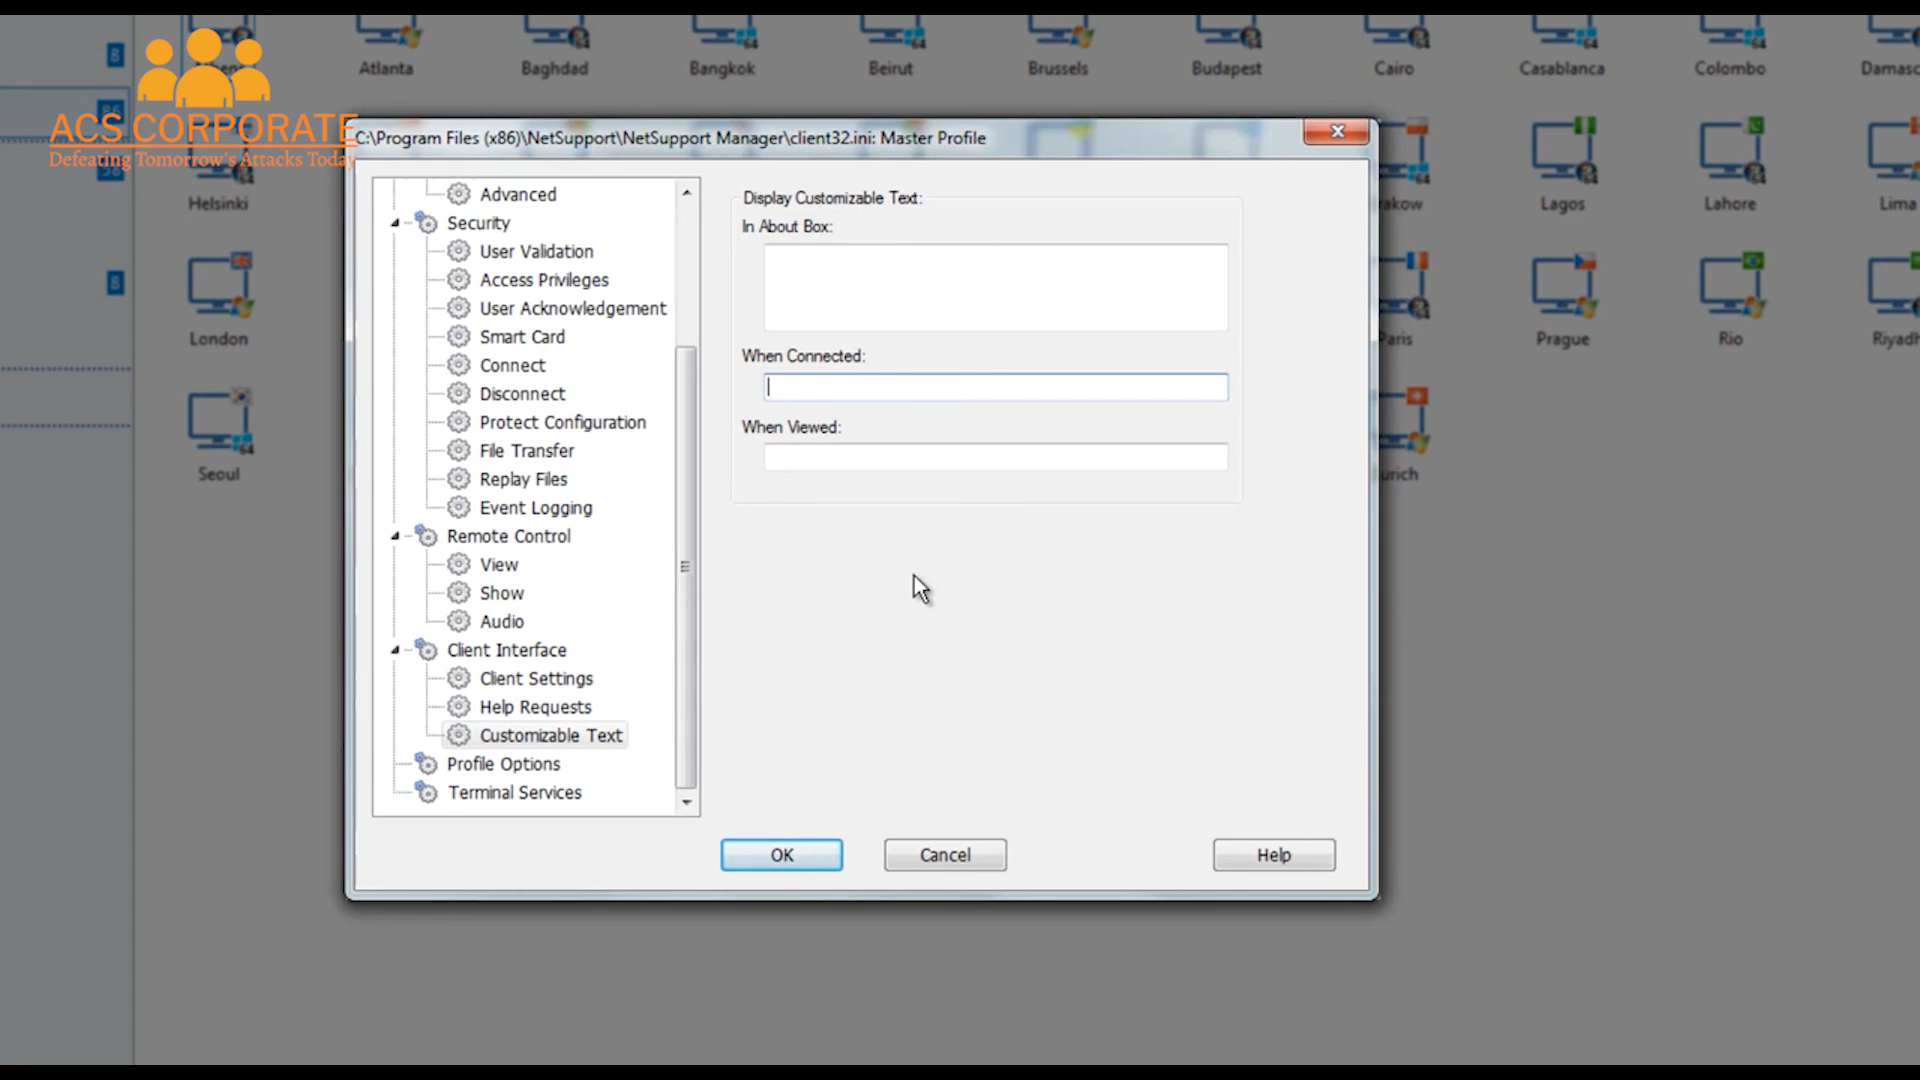 Atlanta
Baghdad
Bangkok
Beirut
Brussels
Budapest
Cairo
Casablanca
Colombo
ACS CORPORATE
Defeating Tomorrow's Attacks Today
C:\Program Files (x86)\NetSupport\NetSupport Manager\client32.ini: Master Profile
Helsinki
Lagos
Lahore
Lima
London
Paris
Prague
Rio
Seoul
Advanced
Security
User Validation
Access Privileges
User Acknowledgement
Smart Card
Connect
Disconnect
Protect Configuration
File Transfer
Replay Files
Event Logging
Remote Control
View
Show
Audio
Client Interface
Client Settings
Help Requests
Customizable Text
Profile Options
Terminal Services
Display Customizable Text:
In About Box:
When Connected:
When Viewed:
OK
Cancel
Help